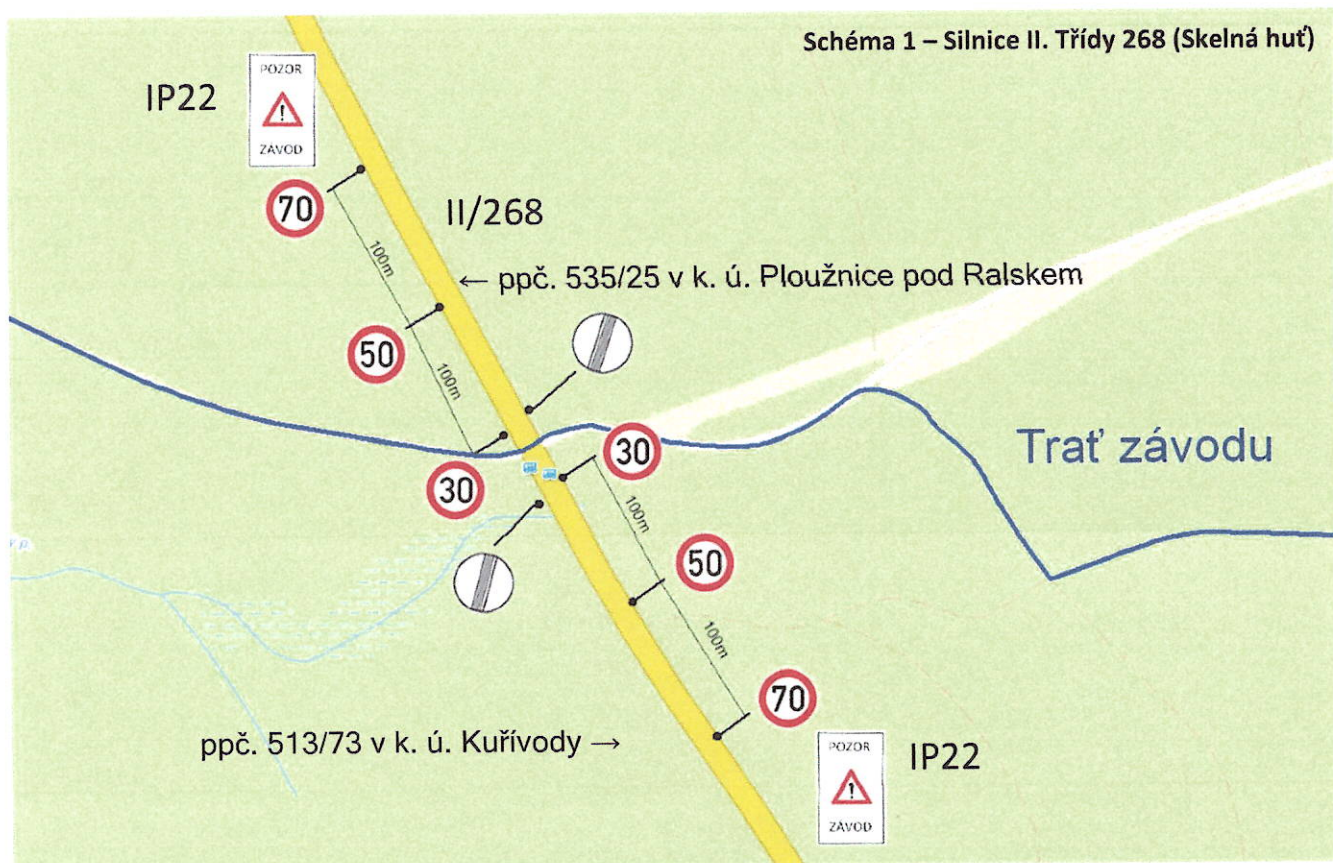 Schéma 1 – Silnice II. Třídy 268 (Skelná huť)
IP22
POZOR
!
ZÁVOD
70
II/268
100m
← ppč. 535/25 v k. ú. Ploužnice pod Ralskem
50
100m
30
30
Trať závodu
100m
50
100m
70
ppč. 513/73 v k. ú. Kuřívody →
POZOR
!
ZÁVOD
IP22